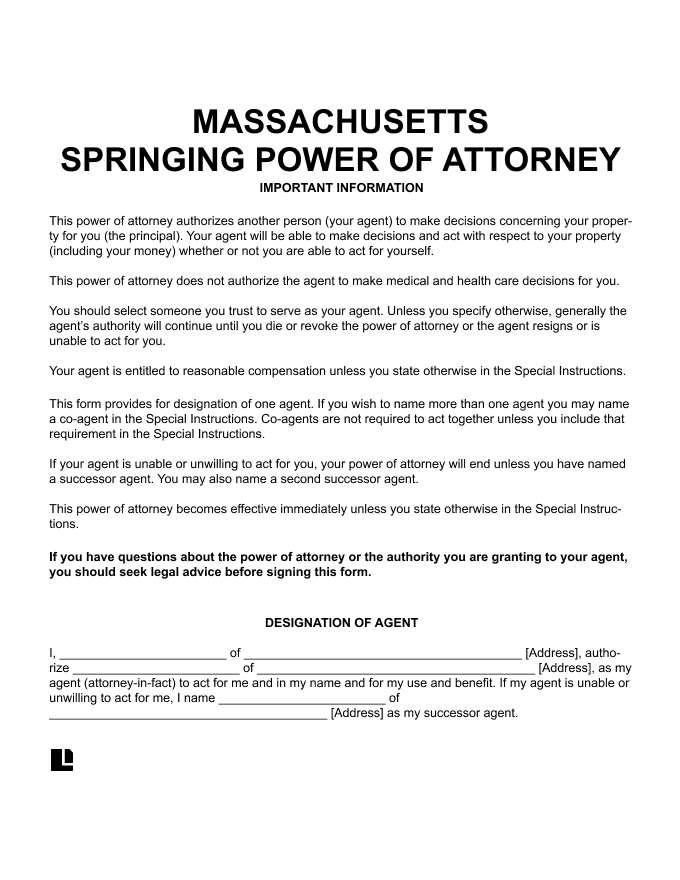 MASSACHUSETTS
SPRINGING POWER OF ATTORNEY
IMPORTANT INFORMATION
This power of attorney authorizes another person (your agent) to make decisions concerning your proper-
ty for you (the principal). Your agent will be able to make decisions and act with respect to your property
(including your money) whether or not you are able to act for yourself.
This power of attorney does not authorize the agent to make medical and health care decisions for you.
You should select someone you trust to serve as your agent. Unless you specify otherwise, generally the
agent’s authority will continue until you die or revoke the power of attorney or the agent resigns or is
unable to act for you.
Your agent is entitled to reasonable compensation unless you state otherwise in the Special Instructions.
This form provides for designation of one agent. If you wish to name more than one agent you may name
a co-agent in the Special Instructions. Co-agents are not required to act together unless you include that
requirement in the Special Instructions.
If your agent is unable or unwilling to act for you, your power of attorney will end unless you have named
a successor agent. You may also name a second successor agent.
This power of attorney becomes effective immediately unless you state otherwise in the Special Instruc-
tions.
If you have questions about the power of attorney or the authority you are granting to your agent,
you should seek legal advice before signing this form.
DESIGNATION OF AGENT
I, ________________________ of ________________________________________ [Address], autho-
rize ________________________ of ________________________________________ [Address], as my
agent (attorney-in-fact) to act for me and in my name and for my use and benefit. If my agent is unable or
unwilling to act for me, I name ________________________ of
________________________________________ [Address] as my successor agent.